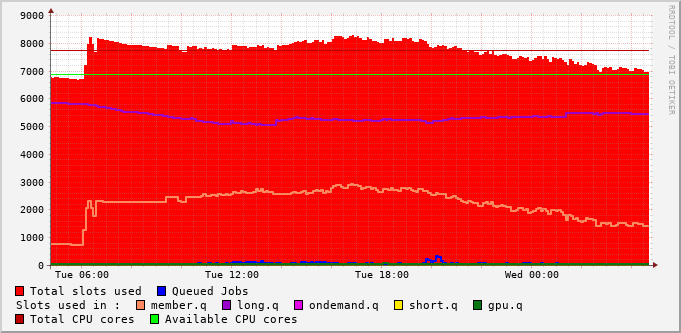 RRDTOOL / TOBI OETIKER
9000
8000
7000
6000
5000
4000
3000
2000
1000
0
Tue 06:00 Tue 12:00 Tue 18:00 Wed 00:00
Total slots used Queued Jobs
Slots used in : member.q long.q ondemand.q short.q gpu.q
Total CPU cores Available CPU cores